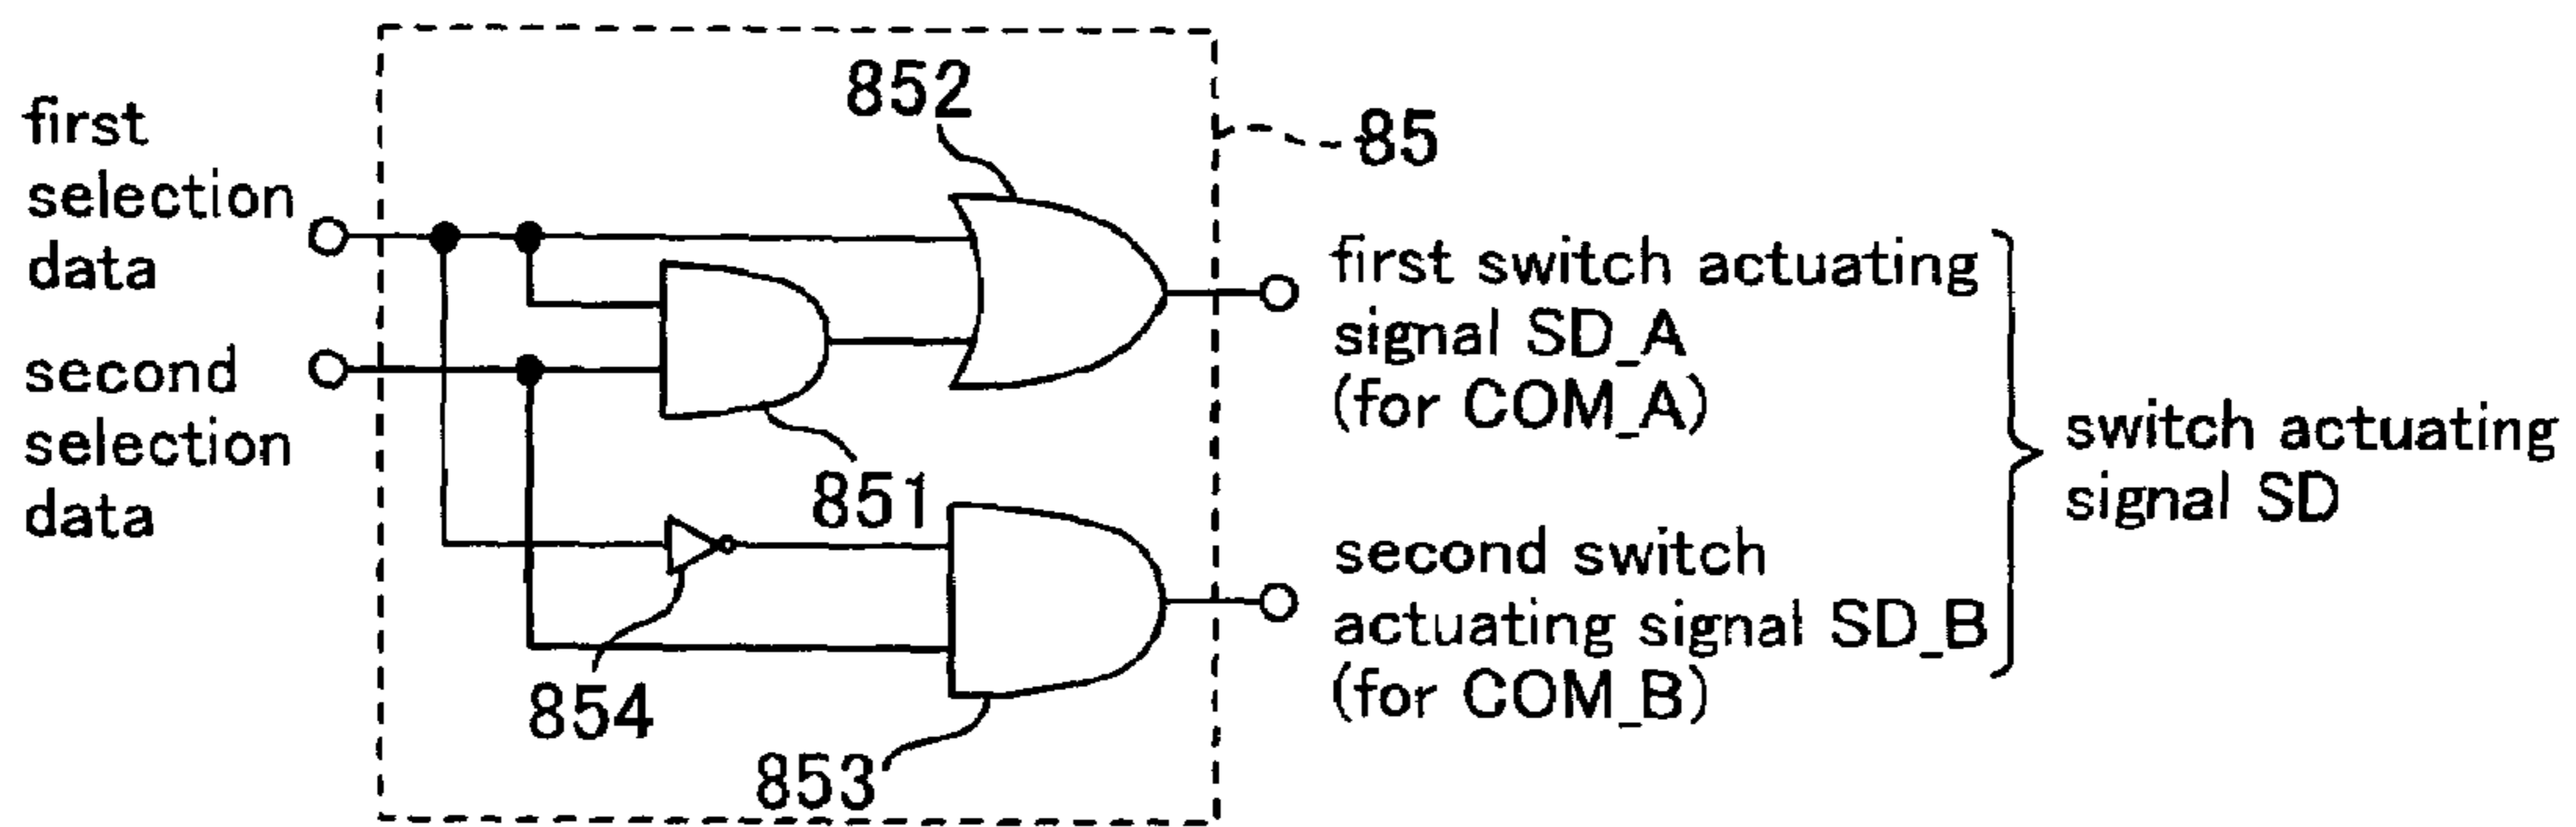 852
85
first
selection
data
first switch actuating
signal SD_A
(for COM_A)
second
selection
data
851
switch actuating
signal SD
second switch
actuating signal SD_B
(for COM_B)
854
853